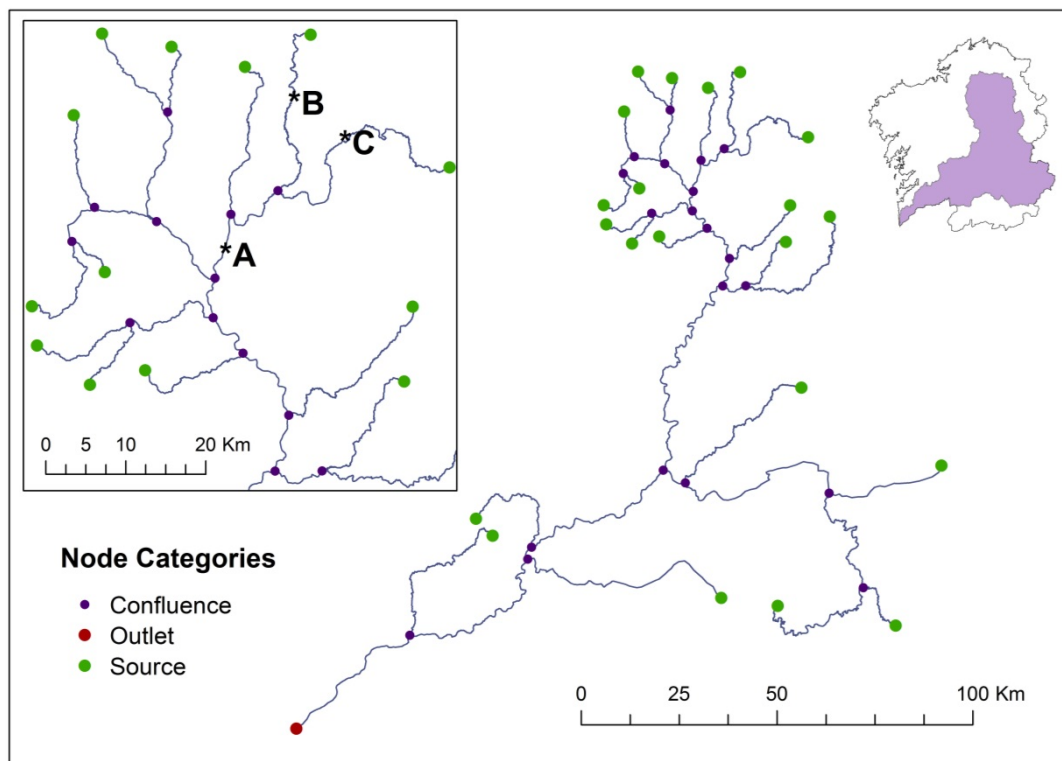 *B
*C
*A
0 5 10 20 Km
Node Categories
Confluence
Outlet
Source
0 25 50 100 Km